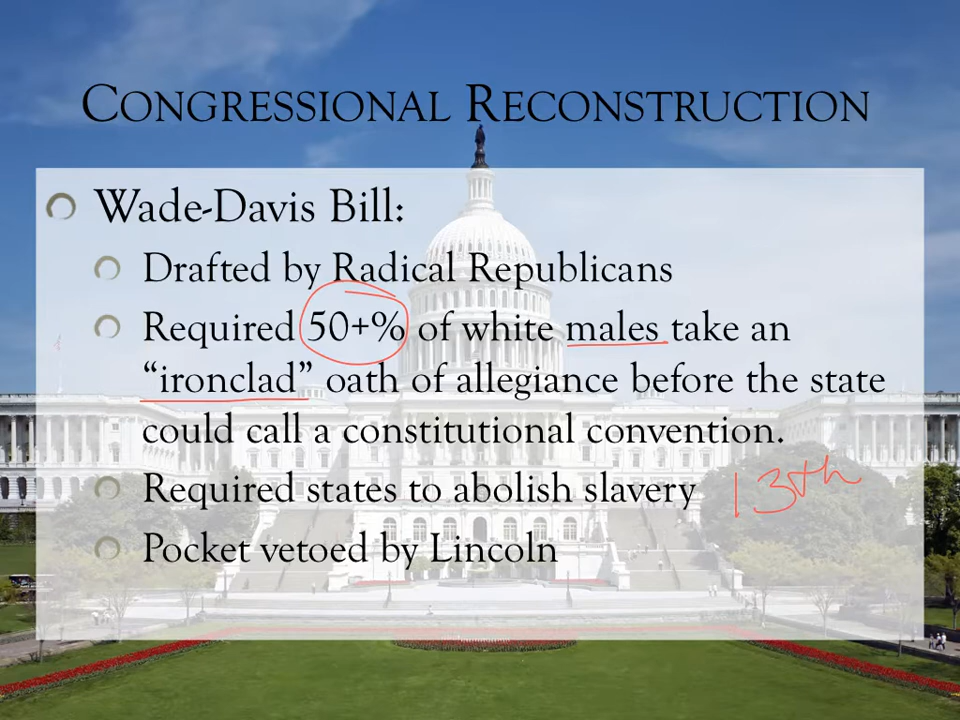 CONGRESSIONAL RECONSTRUCTION
Wade-Davis Bill:
Drafted by Radical Republicans
Required 50+% of white males take an
“ironclad” oath of allegiance before the state
could call a constitutional convention.
Required states to abolish slavery 13th
Pocket vetoed by Lincoln